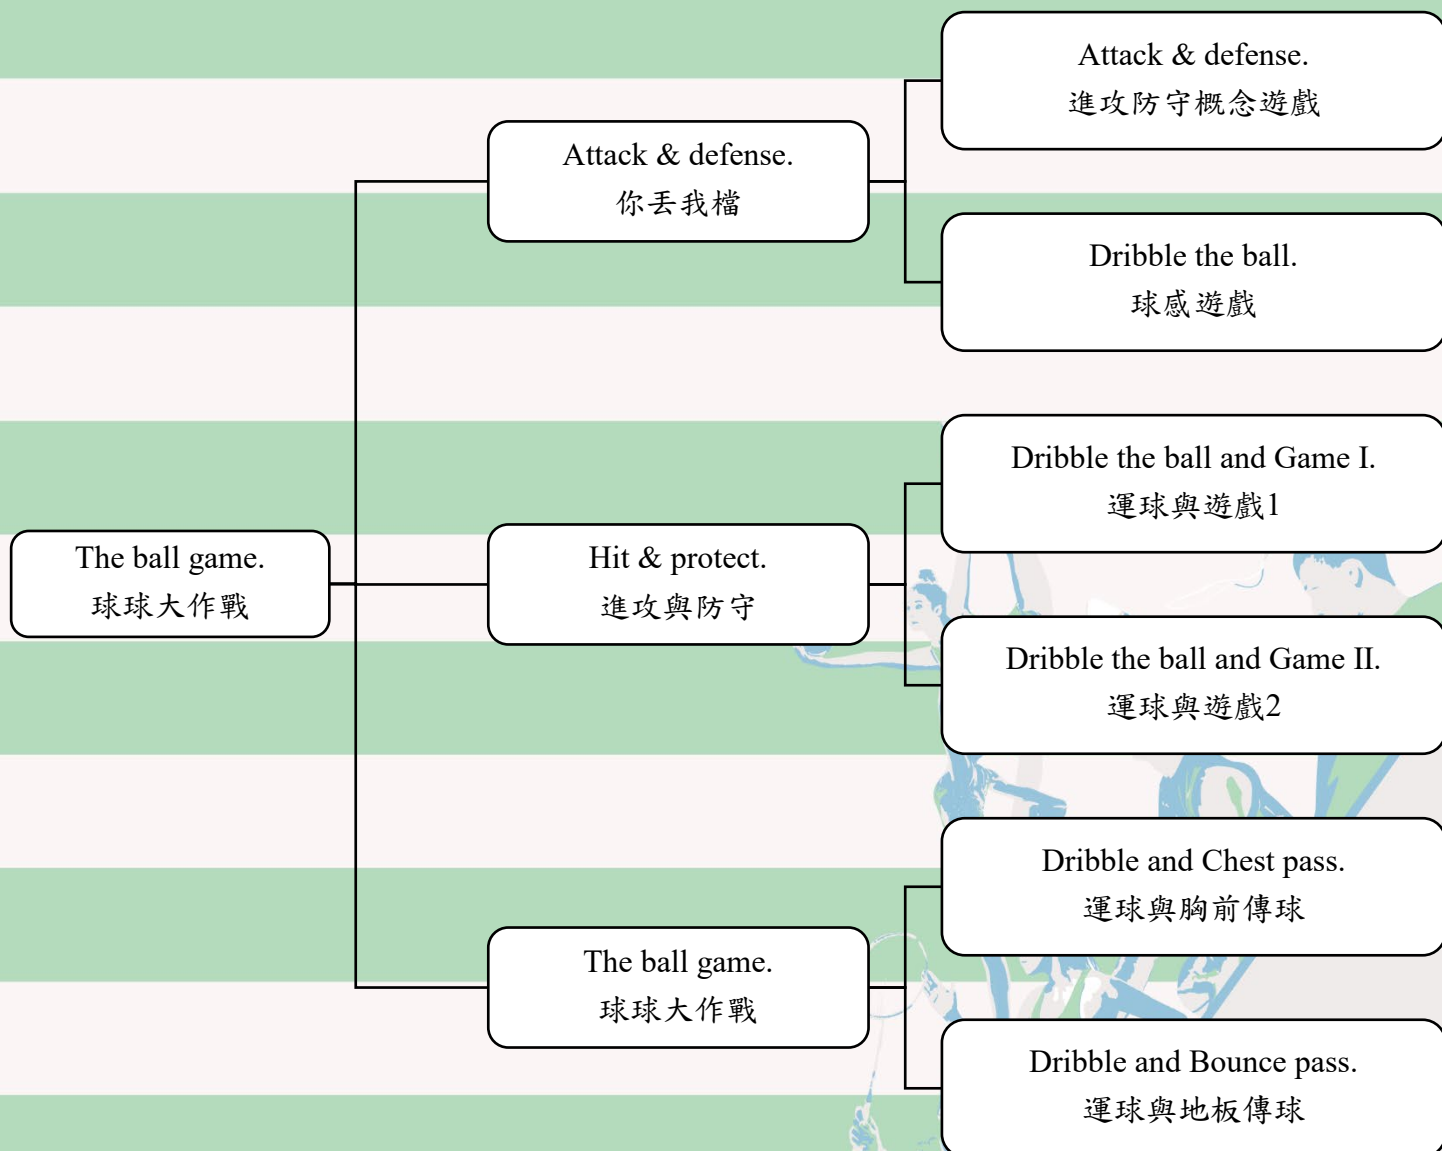 The ball game.
球球大作戰
Attack & defense.
你丟我檔
Hit & protect.
進攻與防守
The ball game.
球球大作戰
Attack & defense.
進攻防守概念遊戲
Dribble the ball.
球感遊戲
Dribble the ball and Game I.
運球與遊戲1
Dribble the ball and Game II.
運球與遊戲2
Dribble and Chest pass.
運球與胸前傳球
Dribble and Bounce pass.
運球與地板傳球